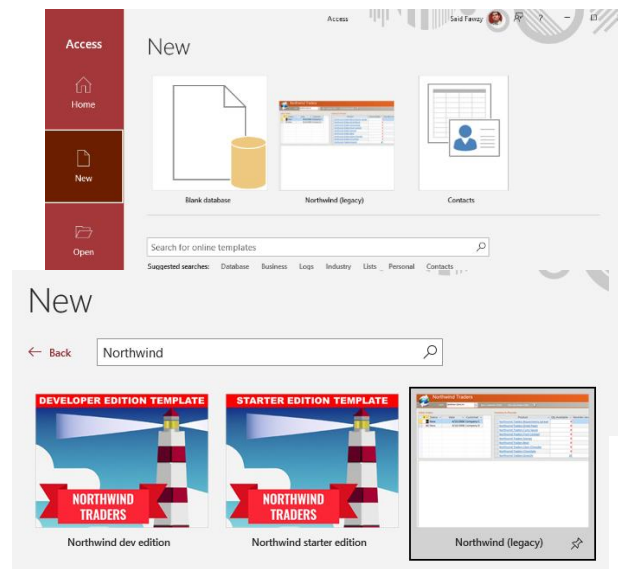 Access
Said Fawzy
?
Access
New
Home
New
Open
Northwind Traders
Blank database
Northwind (legacy)
Contacts
Search for online templates
Suggested searches: Database Business Logs Industry Lists Personal Contacts
New
← Back
Northwind
DEVELOPER EDITION TEMPLATE
NORTHWIND
TRADERS
Northwind dev edition
STARTER EDITION TEMPLATE
NORTHWIND
TRADERS
Northwind starter edition
Northwind Traders
Northwind (legacy)